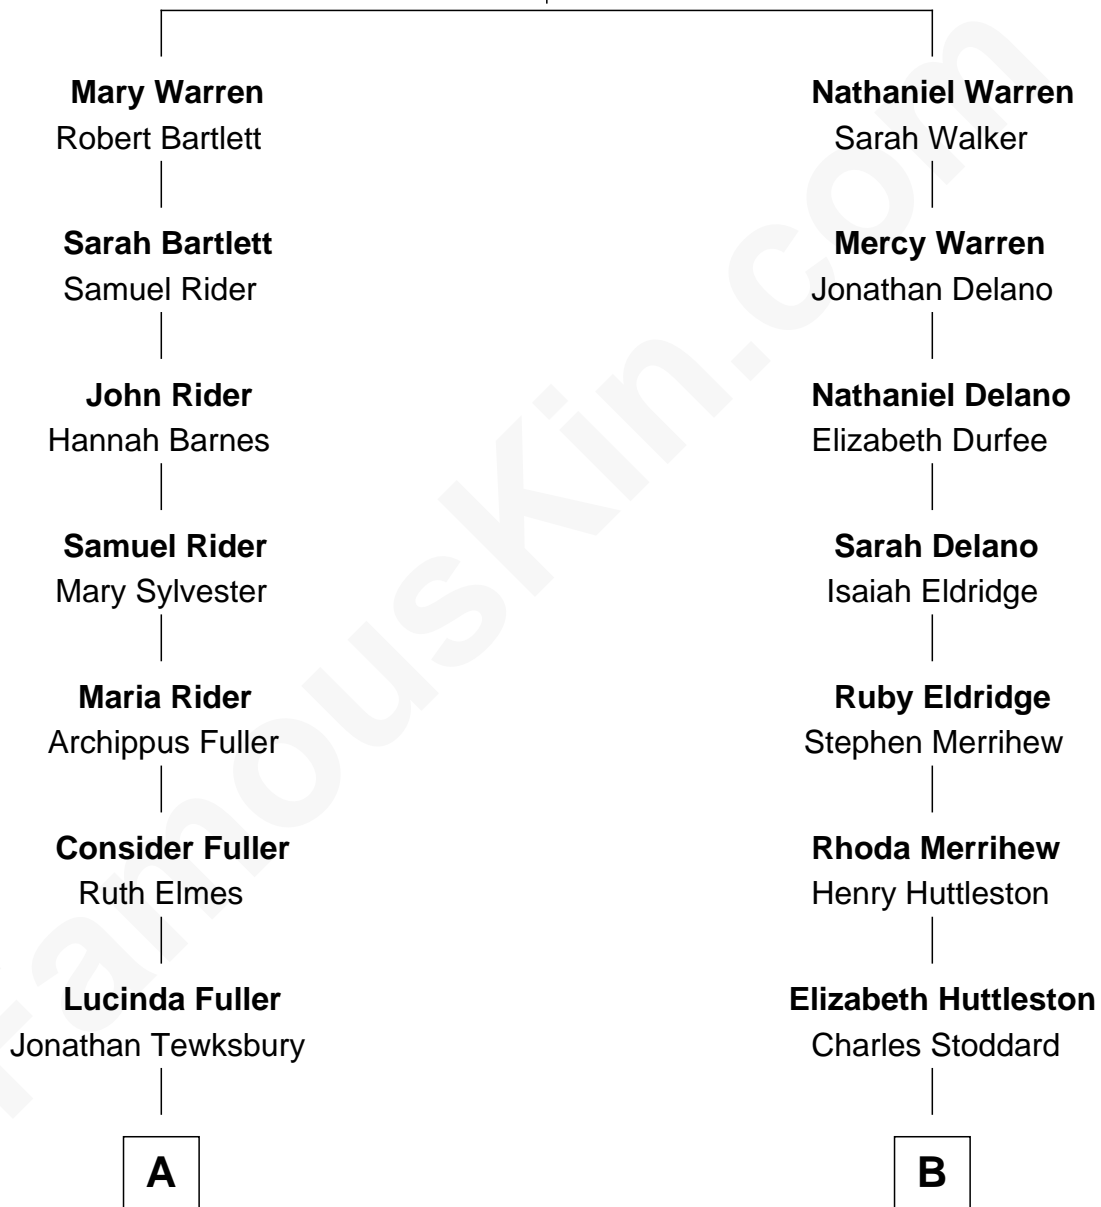 Mary Warren
Robert Bartlett
Sarah Bartlett
Samuel Rider
John Rider
Hannah Barnes
Samuel Rider
Mary Sylvester
Maria Rider
Archippus Fuller
Consider Fuller
Ruth Elmes
Lucinda Fuller
Jonathan Tewksbury
A
Nathaniel Warren
Sarah Walker
Mercy Warren
Jonathan Delano
Nathaniel Delano
Elizabeth Durfee
Sarah Delano
Isaiah Eldridge
Ruby Eldridge
Stephen Merrihew
Rhoda Merrihew
Henry Huttleston
Elizabeth Huttleston
Charles Stoddard
B
FamousKin.com